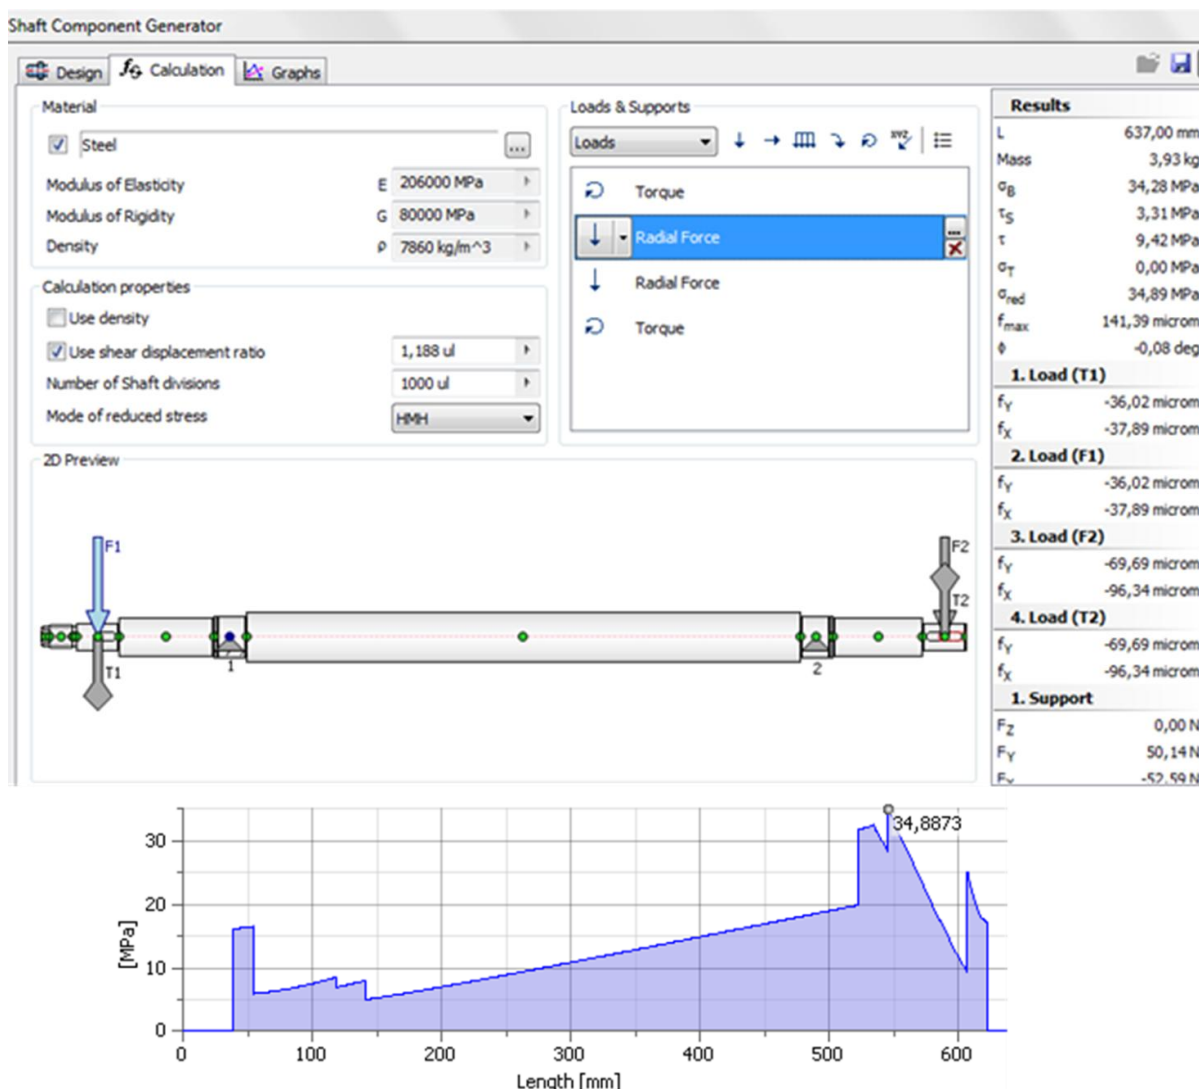 Shaft Component Generator
Design
Calculation
Graphs
Material
Steel
...
Modulus of Elasticity E 206000 MPa
Modulus of Rigidity G 80000 MPa
Density ρ 7860 kg/m^3
Calculation properties
Use density
Use shear displacement ratio 1,188 ul
Number of Shaft divisions 1000 ul
Mode of reduced stress HMH
Loads & Supports
Loads
XYZ
Torque
Radial Force
...
Radial Force
Torque
2D Preview
F1
T1
1
2
F2
T2
Results
L 637,00 mm
Mass 3,93 kg
σB 34,28 MPa
τS 3,31 MPa
τ 9,42 MPa
σT 0,00 MPa
σred 34,89 MPa
fmax 141,39 microm
ϕ -0,08 deg
1. Load (T1)
fY -36,02 microm
fX -37,89 microm
2. Load (F1)
fY -36,02 microm
fX -37,89 microm
3. Load (F2)
fY -69,69 microm
fX -96,34 microm
4. Load (T2)
fY -69,69 microm
fX -96,34 microm
1. Support
FZ 0,00 N
FY 50,14 N
-52,59 N
34,8873
30
20
10
0
[MPa]
0 100 200 300 400 500 600
Length [mm]